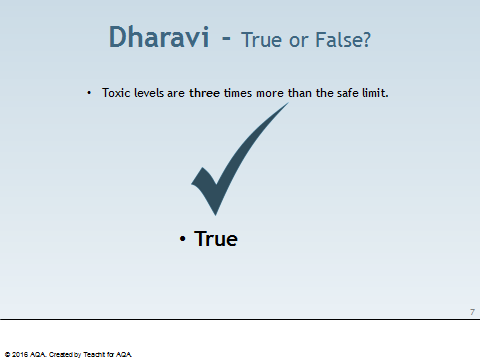 Dharavi - True or False?
• Toxic levels are three times more than the safe limit.
• True
7
© 2016 AQA. Created by Teachit for AQA.